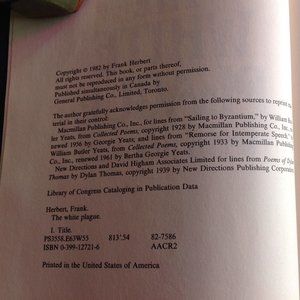 Copyright © 1982 by Frank Herbert
All rights reserved. This book, or parts thereof,
must not be reproduced in any form without permission.
Published simultaneously in Canada by
General Publishing Co., Limited, Toronto.
The author gratefully acknowledges permission from the following sources to reprint
terial in their control:
Macmillan Publishing Co., Inc., for lines from "Sailing to Byzantium," by William
ler Yeats, from Collected Poems, copyright 1928 by Macmillan Publishing Co., Inc.,
newed 1956 by Georgie Yeats; and lines from "Remorse for Intemperate Speech,"
William Butler Yeats, from Collected Poems, copyright 1933 by Macmillan Publishing
Co., Inc., renewed 1961 by Bertha Georgie Yeats.
New Directions and David Higham Associates Limited for lines from Poems of Dylan
Thomas by Dylan Thomas, copyright 1939 by New Directions Publishing Corporation
Library of Congress Cataloging in Publication Data
Herbert, Frank.
The white plague.
I. Title.
PS3558.E63W55 813'.54 82-7586
ISBN 0-399-12721-6 AACR2
Printed in the United States of America